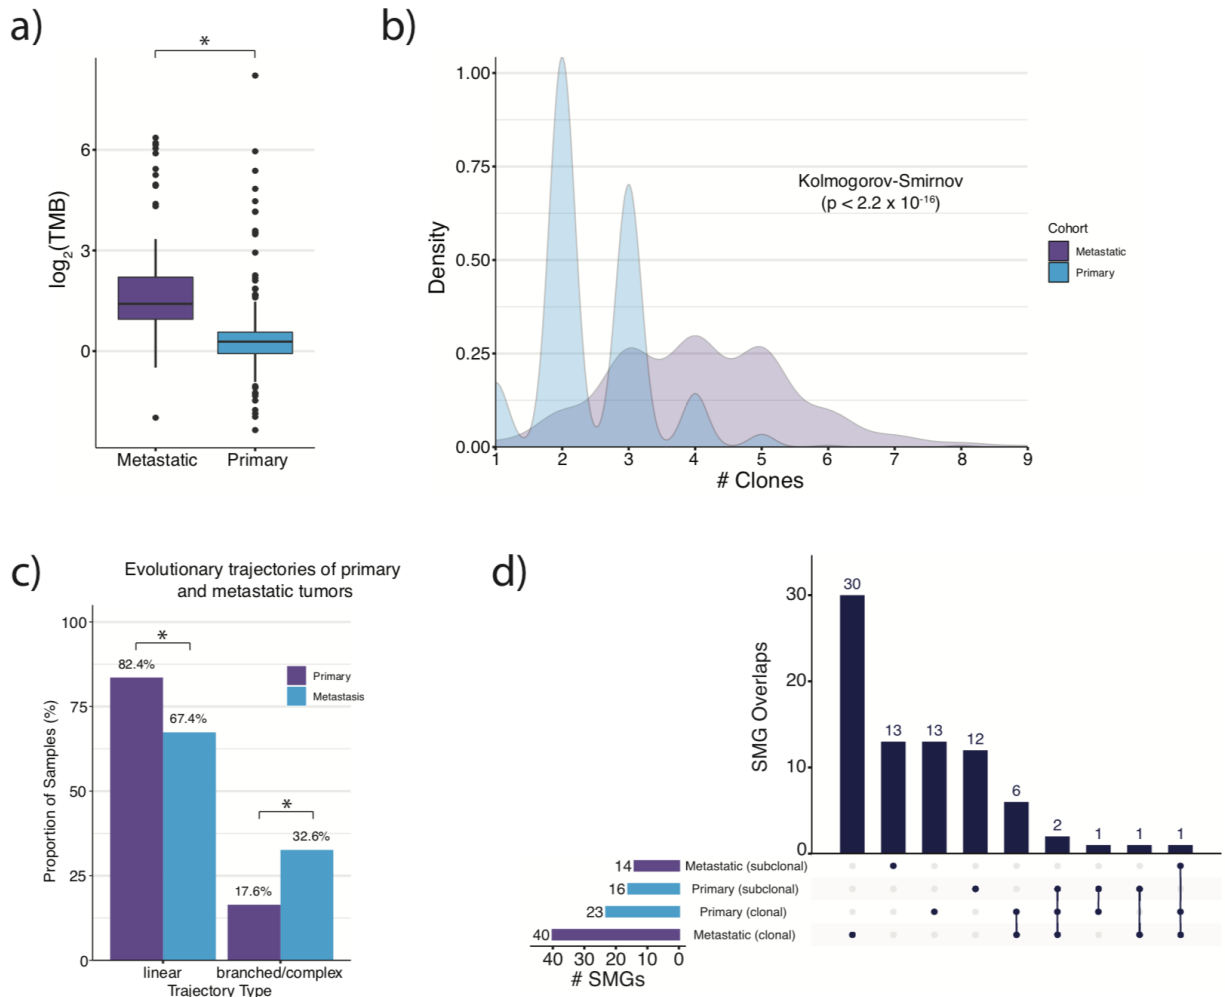 a)
*
log2(TMB)
6
3
0
Metastatic Primary
b)
1.00
0.75
0.50
0.25
0.00
Density
Kolmogorov-Smirnov
(p < 2.2 x 10-16)
1 2 3 4 5 6 7 8 9
# Clones
Cohort
Metastatic
Primary
c)
Evolutionary trajectories of primary
and metastatic tumors
Proportion of Samples (%)
100
75
50
25
0
*
82.4%
67.4%
*
17.6%
32.6%
Primary
Metastasis
linear branched/complex
Trajectory Type
d)
SMG Overlaps
30
20
10
0
30 13 13 12 6 2 1 1 1
14 Metastatic (subclonal)
16 Primary (subclonal)
23 Primary (clonal)
40 Metastatic (clonal)
40 30 20 10 0
# SMGs